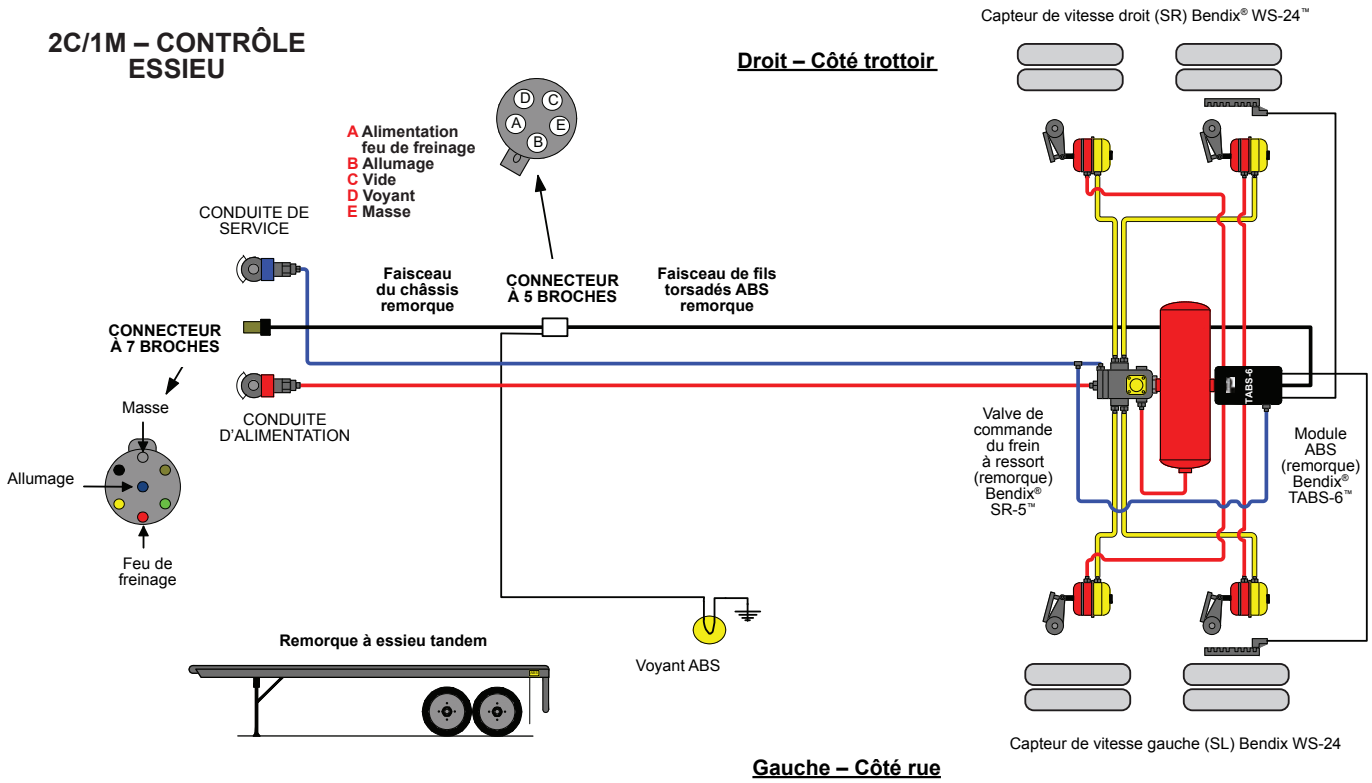 2C/1M – CONTRÔLE
ESSIEU
Capteur de vitesse droit (SR) Bendix® WS-24™
Droit – Côté trottoir
D
C
A
E
B
A Alimentation
feu de freinage
B Allumage
C Vide
D Voyant
E Masse
CONDUITE DE
SERVICE
Faisceau
du châssis
remorque
CONNECTEUR
À 5 BROCHES
Faisceau de fils
torsadés ABS
remorque
CONNECTEUR
À 7 BROCHES
CONDUITE
D'ALIMENTATION
Masse
Allumage
Feu de
freinage
Valve de
commande
du frein
à ressort
(remorque)
Bendix®
SR-5™
TABS-6
Module
ABS
(remorque)
Bendix®
TABS-6™
Remorque à essieu tandem
Voyant ABS
Capteur de vitesse gauche (SL) Bendix WS-24
Gauche – Côté rue